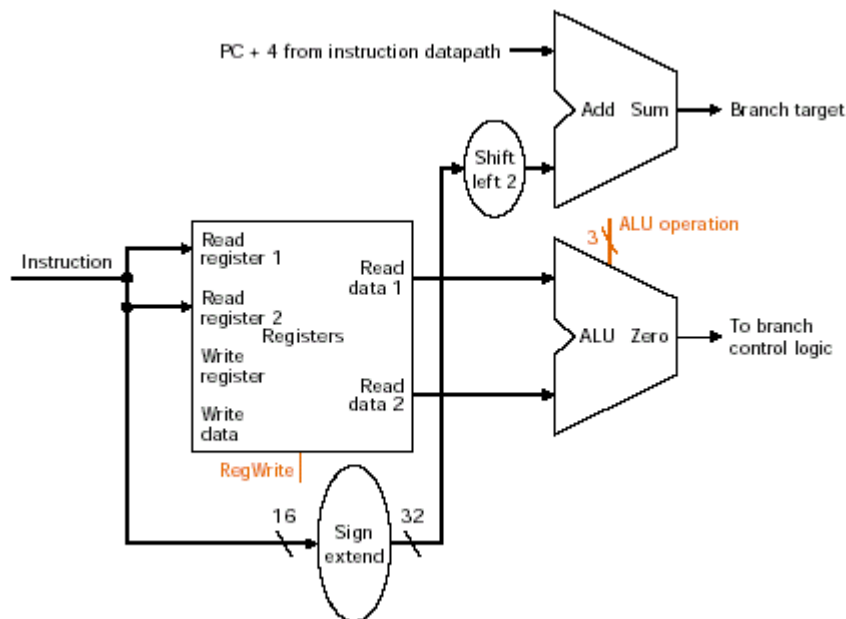 PC + 4 from instruction datapath
Add Sum
Branch target
Shift
left 2
3
ALU operation
Instruction
Read
register 1
Read
data 1
Read
register 2
Registers
Write
register
Read
data 2
Write
data
ALU Zero
To branch
control logic
RegWrite
16
Sign
extend
32